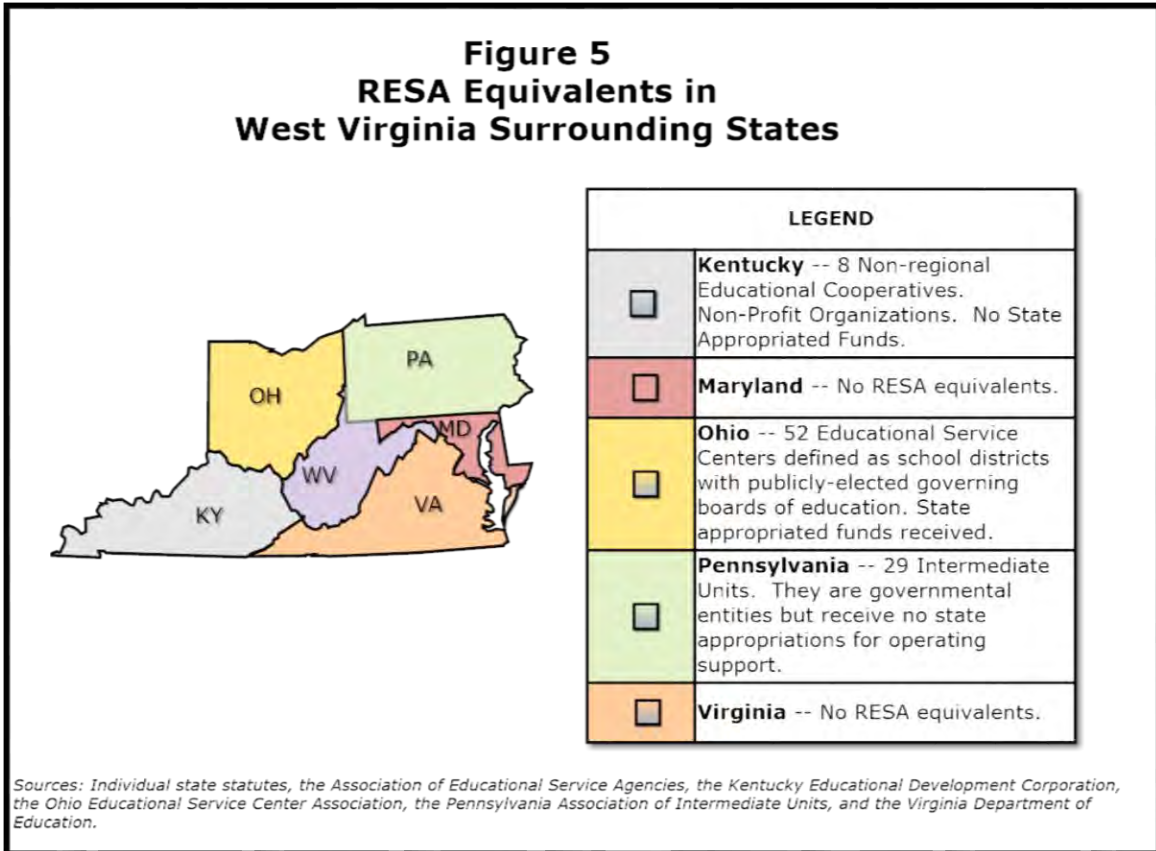 Figure 5
RESA Equivalents in
West Virginia Surrounding States
LEGEND
Kentucky -- 8 Non-regional
Educational Cooperatives.
Non-Profit Organizations.  No State
Appropriated Funds.
Maryland -- No RESA equivalents.
Ohio -- 52 Educational Service
Centers defined as school districts
with publicly-elected governing
boards of education. State
appropriated funds received.
Pennsylvania -- 29 Intermediate
Units.  They are governmental
entities but receive no state
appropriations for operating
support.
Virginia -- No RESA equivalents.
PA
OH
MD
WV
VA
KY
Sources: Individual state statutes, the Association of Educational Service Agencies, the Kentucky Educational Development Corporation,
the Ohio Educational Service Center Association, the Pennsylvania Association of Intermediate Units, and the Virginia Department of
Education.